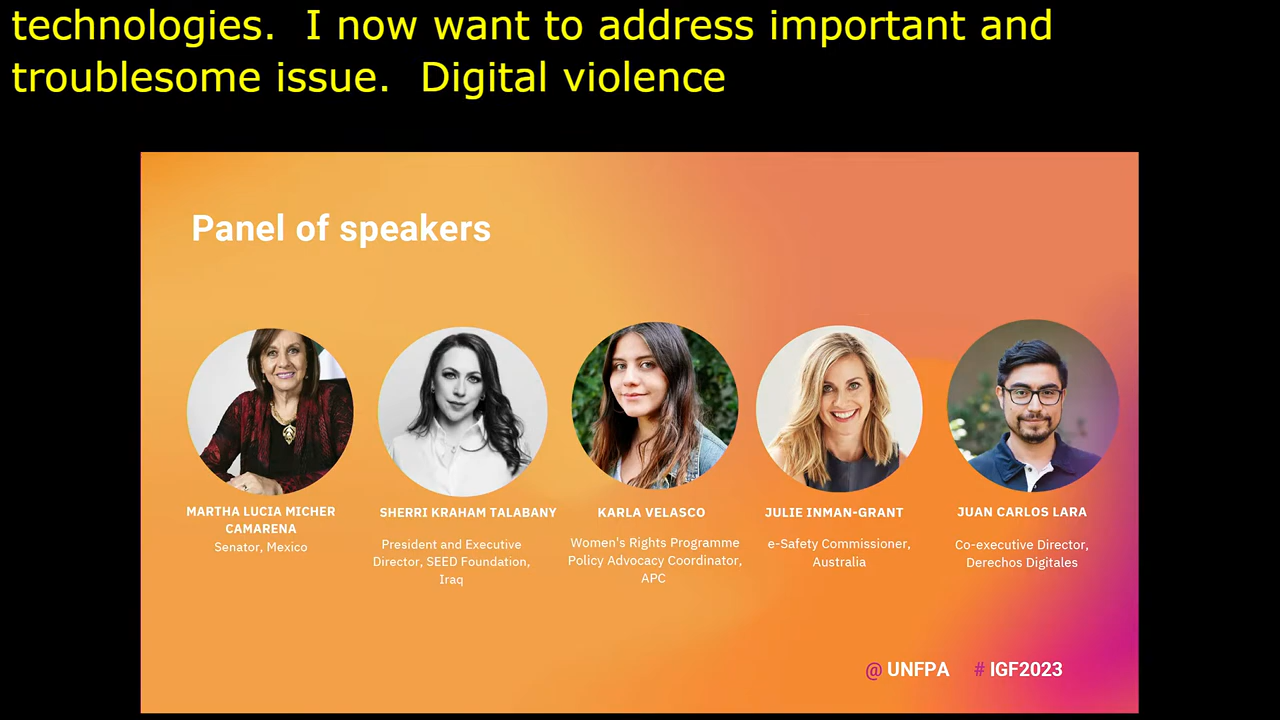 technologies.  I now want to address important and
troublesome issue.  Digital violence
Panel of speakers
MARTHA LUCIA MICHER
CAMARENA
Senator, Mexico
SHERRI KRAHAM TALABANY
President and Executive
Director, SEED Foundation,
Iraq
KARLA VELASCO
Women's Rights Programme
Policy Advocacy Coordinator,
APC
JULIE INMAN-GRANT
e-Safety Commissioner,
Australia
JUAN CARLOS LARA
Co-executive Director,
Derechos Digitales
@ UNFPA # IGF2023